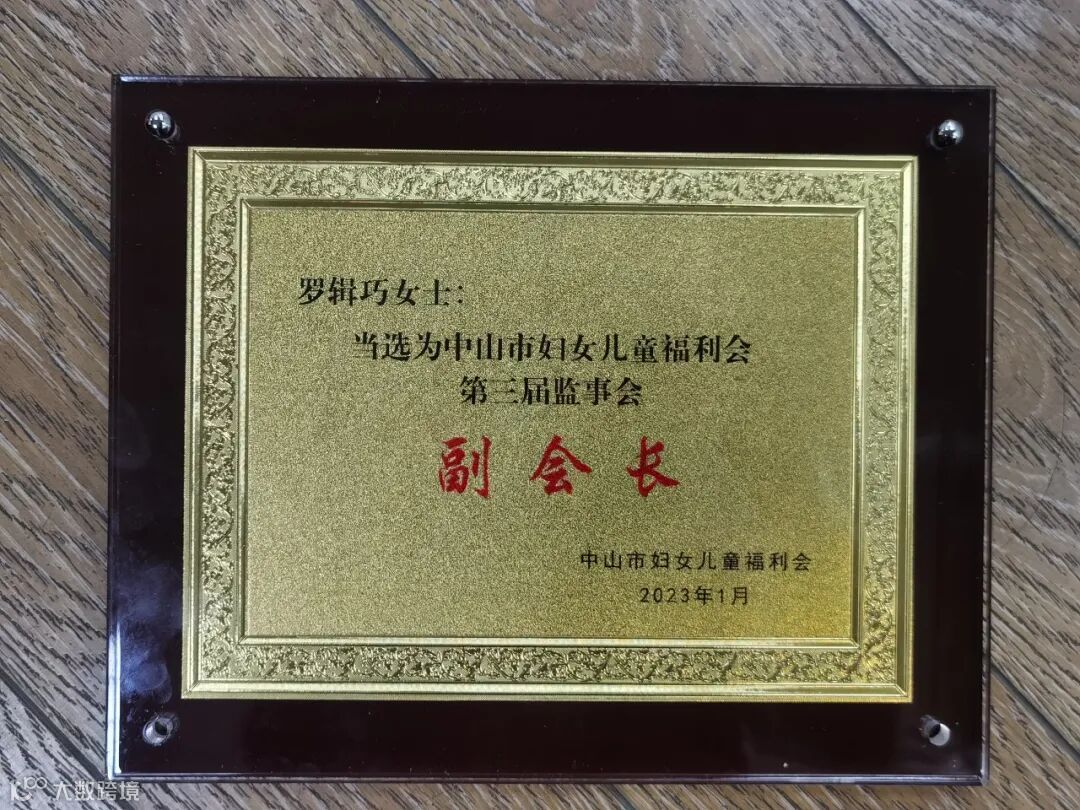 罗辑巧女士：
当选为中山市妇女儿童福利会
第三届监事会
副会长
中山市妇女儿童福利会
2023年1月
大数跨境